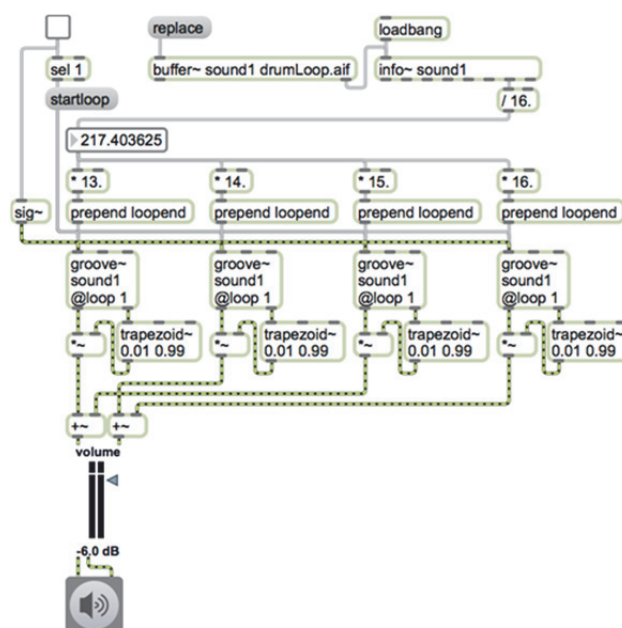 replace
loadbang
sel 1
buffer~ sound1 drumLoop.aif
info~ sound1
startloop
/ 16.
217.403625
* 13.
* 14.
* 15.
* 16.
sig~
prepend loopend
prepend loopend
prepend loopend
prepend loopend
groove~
sound1
@loop 1
groove~
sound1
@loop 1
groove~
sound1
@loop 1
groove~
sound1
@loop 1
*~
trapezoid~
0.01 0.99
*~
trapezoid~
0.01 0.99
*~
trapezoid~
0.01 0.99
*~
trapezoid~
0.01 0.99
+~
+~
volume
-6.0 dB